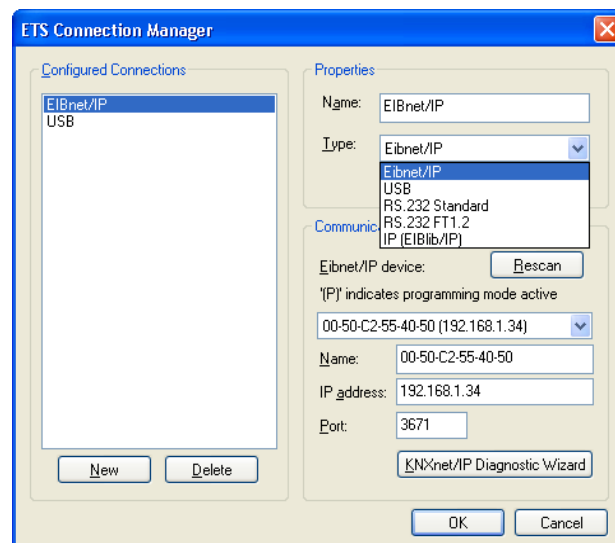 ETS Connection Manager
Configured Connections
EIBnet/IP
USB
New
Delete
Properties
Name:
EIBnet/IP
Type:
Eibnet/IP
Eibnet/IP
USB
RS.232 Standard
RS.232 FT1.2
IP (EIBlib/IP)
Communic
Eibnet/IP device:
Rescan
'(P)' indicates programming mode active
00-50-C2-55-40-50 (192.168.1.34)
Name:
00-50-C2-55-40-50
IP address:
192.168.1.34
Port:
3671
KNXnet/IP Diagnostic Wizard
OK
Cancel